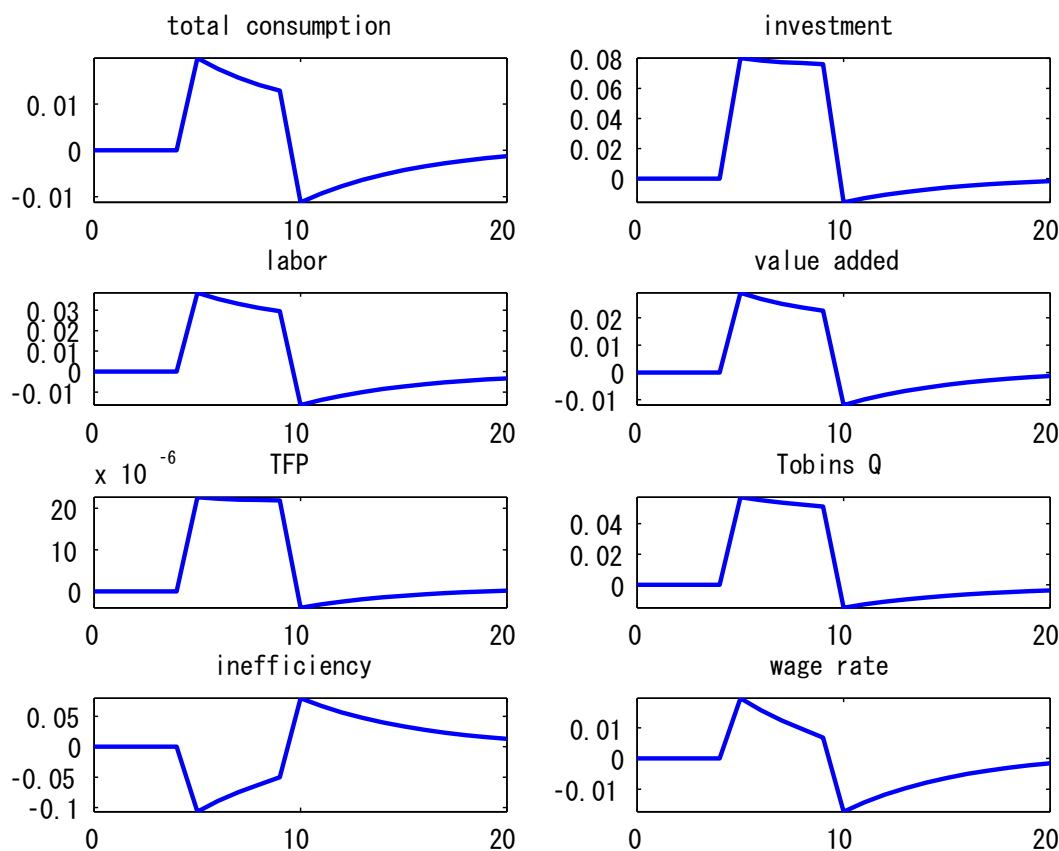 total consumption
0.01
0
-0.01
0 10 20
investment
0.08
0.06
0.04
0.02
0
0 10 20
labor
0.03
0.02
0.01
0
-0.01
0 10 20
value added
0.02
0.01
0
-0.01
0 10 20
x 10 -6
TFP
20
10
0
0 10 20
Tobins Q
0.04
0.02
0
0 10 20
inefficiency
0.05
0
-0.05
-0.1
0 10 20
wage rate
0.01
0
-0.01
0 10 20